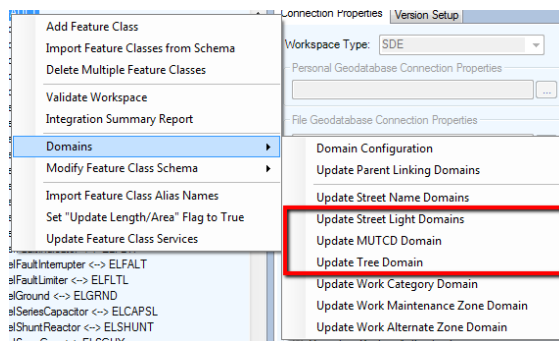 Connection Properties
Version Setup
Add Feature Class
Import Feature Classes from Schema
Delete Multiple Feature Classes
Validate Workspace
Integration Summary Report
Domains
Modify Feature Class Schema
Import Feature Class Alias Names
Set "Update Length/Area" Flag to True
Update Feature Class Services
Workspace Type: SDE
Personal Geodatabase Connection Properties
...
File Geodatabase Connection Properties
Domain Configuration
Update Parent Linking Domains
Update Street Name Domains
Update Street Light Domains
Update MUTCD Domain
Update Tree Domain
Update Work Category Domain
Update Work Maintenance Zone Domain
Update Work Alternate Zone Domain
elFaultInterrupter <--> ELFALT
elFaultLimiter <--> ELFLTL
elGround <--> ELGRND
elSeriesCapacitor <--> ELCAPSL
elShuntReactor <--> ELSHUNT